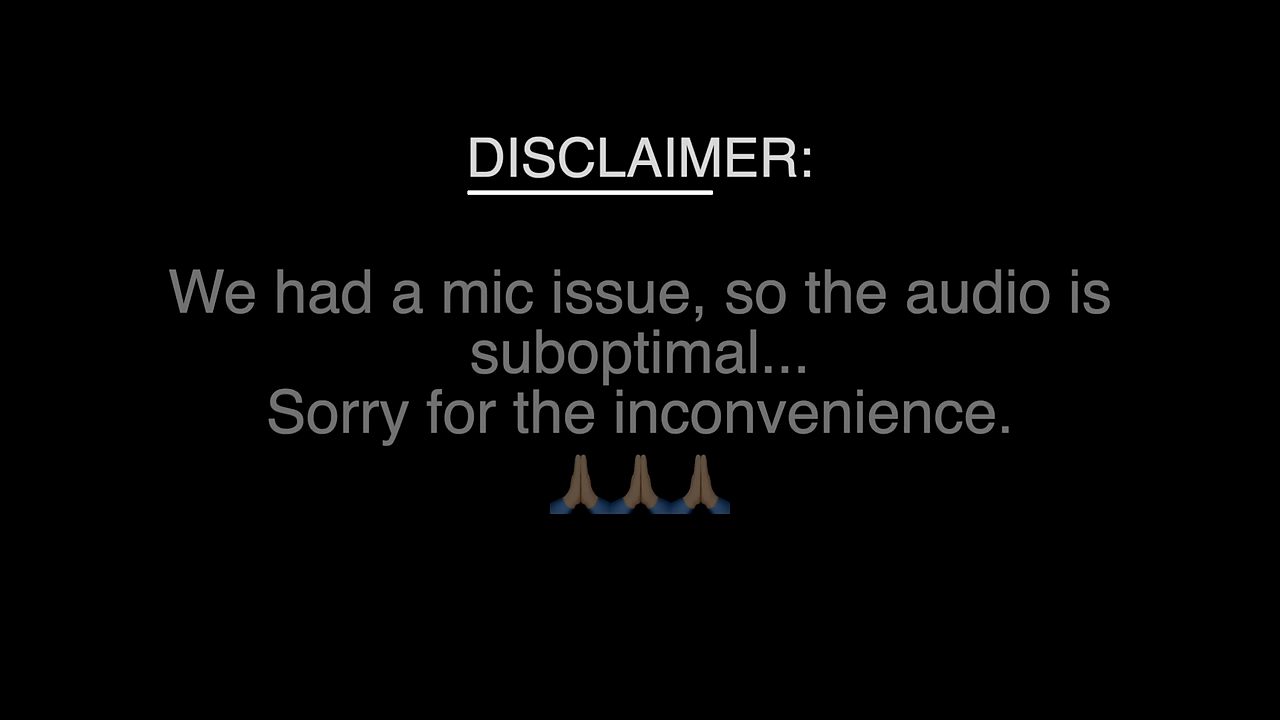 DISCLAIMER:
We had a mic issue, so the audio is
suboptimal...
Sorry for the inconvenience.
🙏🏽🙏🏽🙏🏽